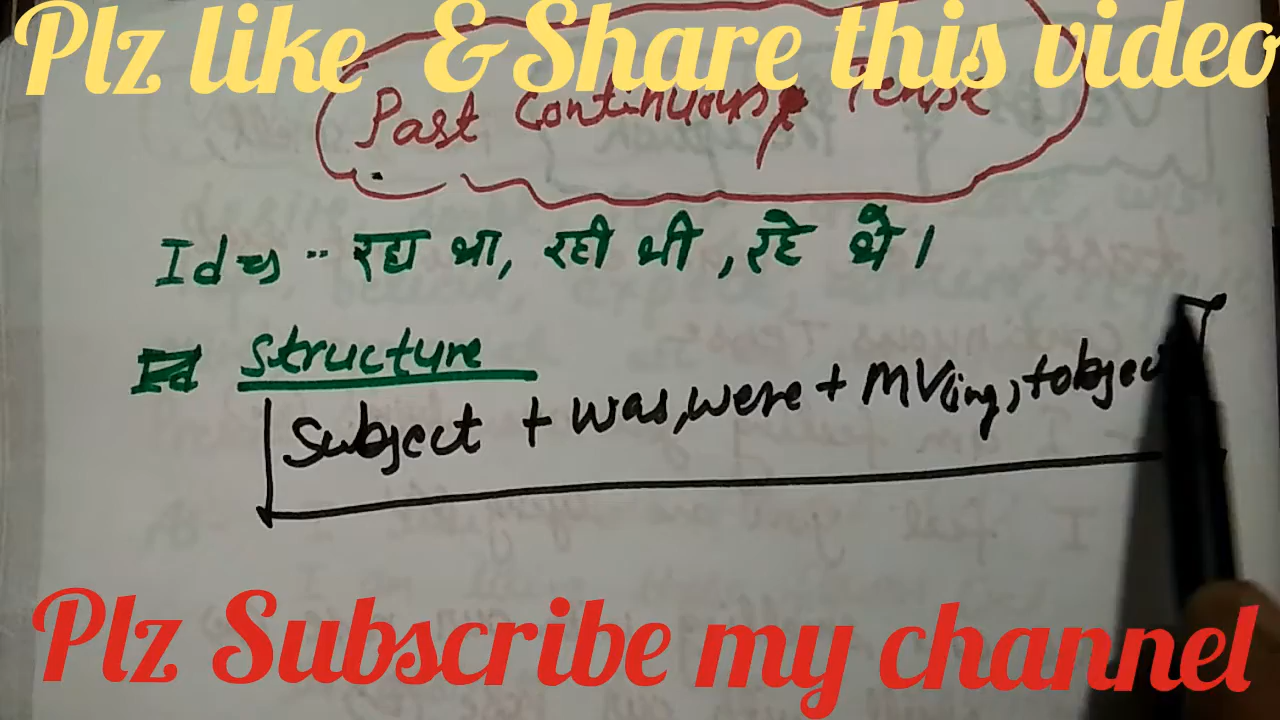 Plz like & Share this video
Past Continuous Tense
Id⇒ -- रहा था, रही थी, रहे थे।
Structure
Subject + was, were + MV(ing) + object
Plz Subscribe my channel